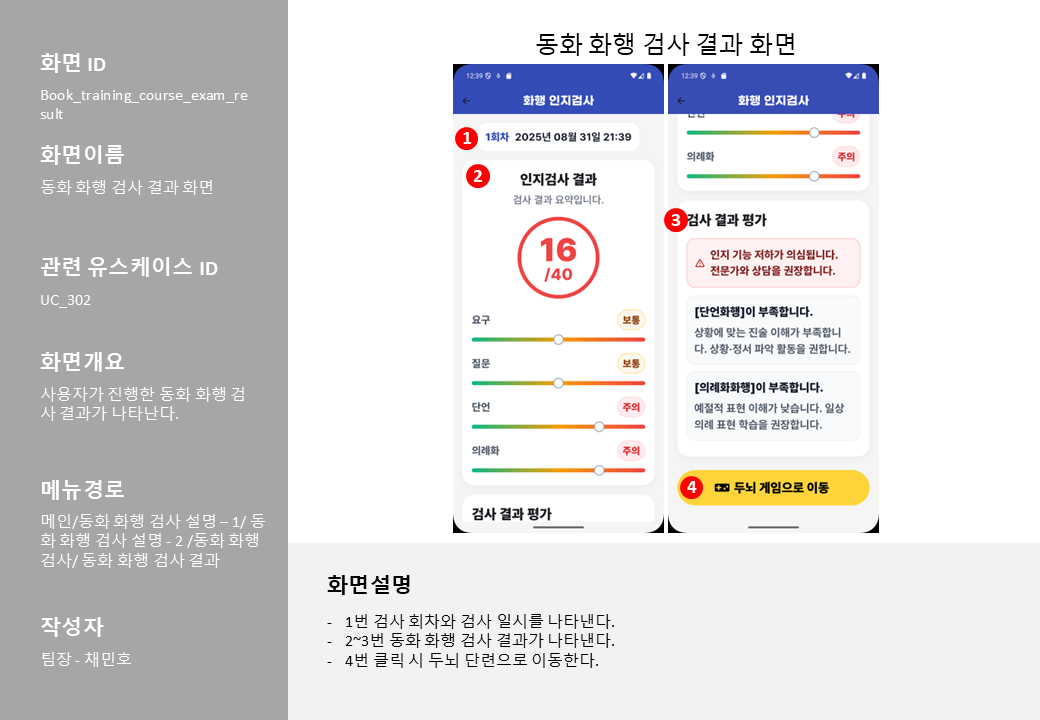 화면 ID
Book_training_course_exam_re
sult
화면이름
동화 화행 검사 결과 화면
관련 유스케이스 ID
UC_302
화면개요
사용자가 진행한 동화 화행 검
사 결과가 나타난다.
메뉴경로
메인/동화 화행 검사 설명 – 1/ 동
화 화행 검사 설명 - 2 /동화 화행
검사/ 동화 화행 검사 결과
작성자
팀장 - 채민호
동화 화행 검사 결과 화면
12:39
화행 인지검사
1
1회차 2025년 08월 31일 21:39
2
인지검사 결과
검사 결과 요약입니다.
16
/40
요구 보통
질문 보통
단언 주의
의례화 주의
검사 결과 평가
12:39
화행 인지검사
의례화 주의
3
검사 결과 평가
인지 기능 저하가 의심됩니다.
전문가와 상담을 권장합니다.
[단언화행]이 부족합니다.
상황에 맞는 진술 이해가 부족합니
다. 상황·정서 파악 활동을 권합니다.
[의례화화행]이 부족합니다.
예절적 표현 이해가 낮습니다. 일상
의례 표현 학습을 권장합니다.
4
두뇌 게임으로 이동
화면설명
- 1번 검사 회차와 검사 일시를 나타낸다.
- 2~3번 동화 화행 검사 결과가 나타낸다.
- 4번 클릭 시 두뇌 단련으로 이동한다.